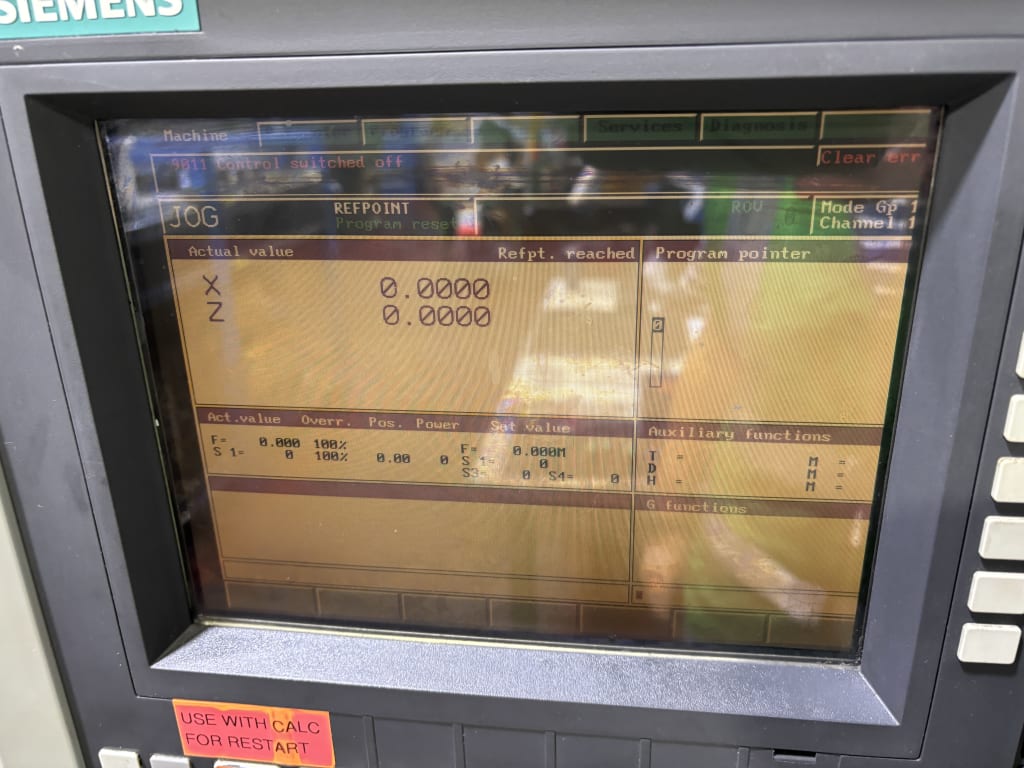 SIEMENS
Machine Services Diagnosis
9011 Control switched off Clear err
JOG REFPOINT ROV 0 Mode Gp 1
Program reset Channel 1
Actual value Refpt. reached Program pointer
X 0.0000
Z 0.0000
0
Act.value Overr. Pos. Power Set value
F= 0.000 100% F= 0.000M
S 1= 0 100% 0.00 0 S 1= 0
S3= 0 S4= 0
Auxiliary functions
T = M =
D M =
H = M =
G functions
USE WITH CALC
FOR RESTART